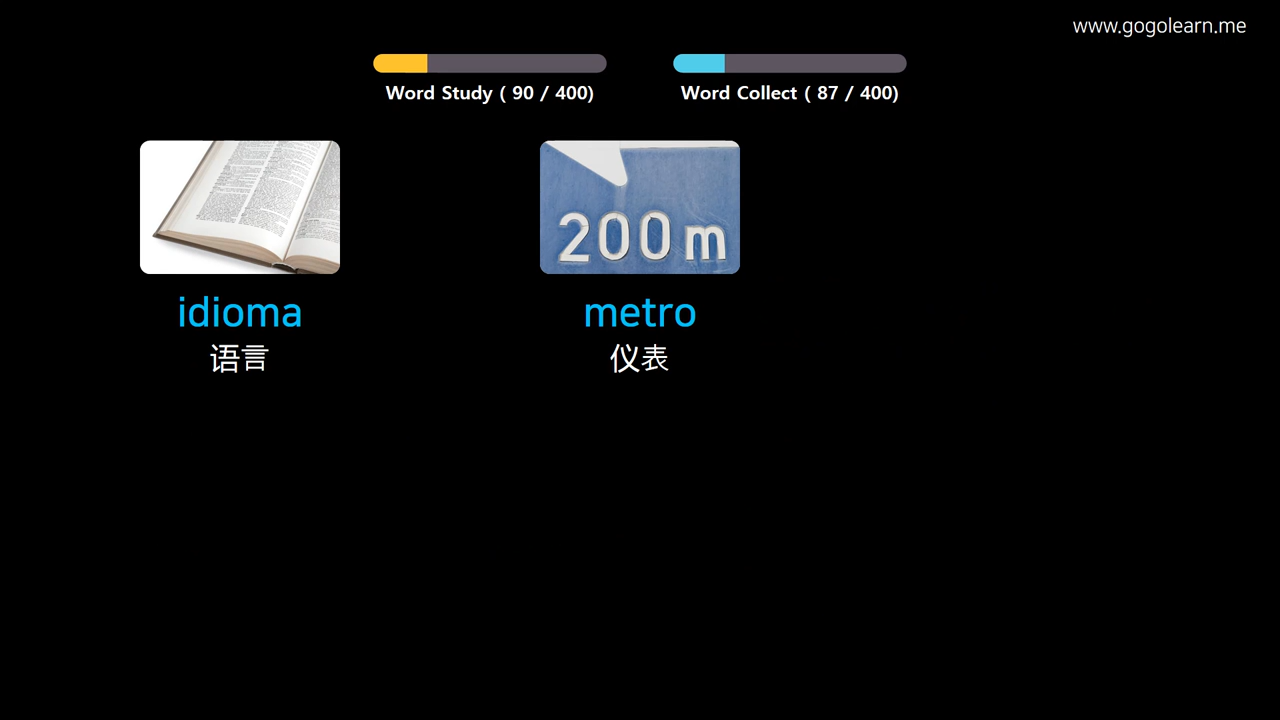 www.gogolearn.me
Word Study ( 90 / 400)
Word Collect ( 87 / 400)
200 m
idioma
metro
语言
仪表